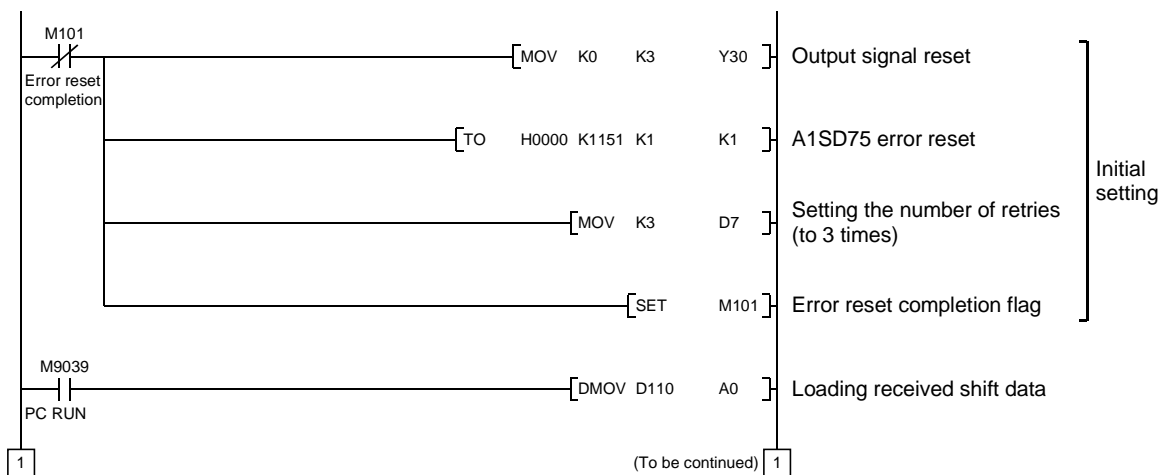 M101
MOV K0 K3 Y30 Output signal reset
Error reset
completion
TO H0000 K1151 K1 K1 A1SD75 error reset
Initial
setting
MOV K3 D7 Setting the number of retries
(to 3 times)
SET M101 Error reset completion flag
M9039
DMOV D110 A0 Loading received shift data
PC RUN
1 (To be continued) 1